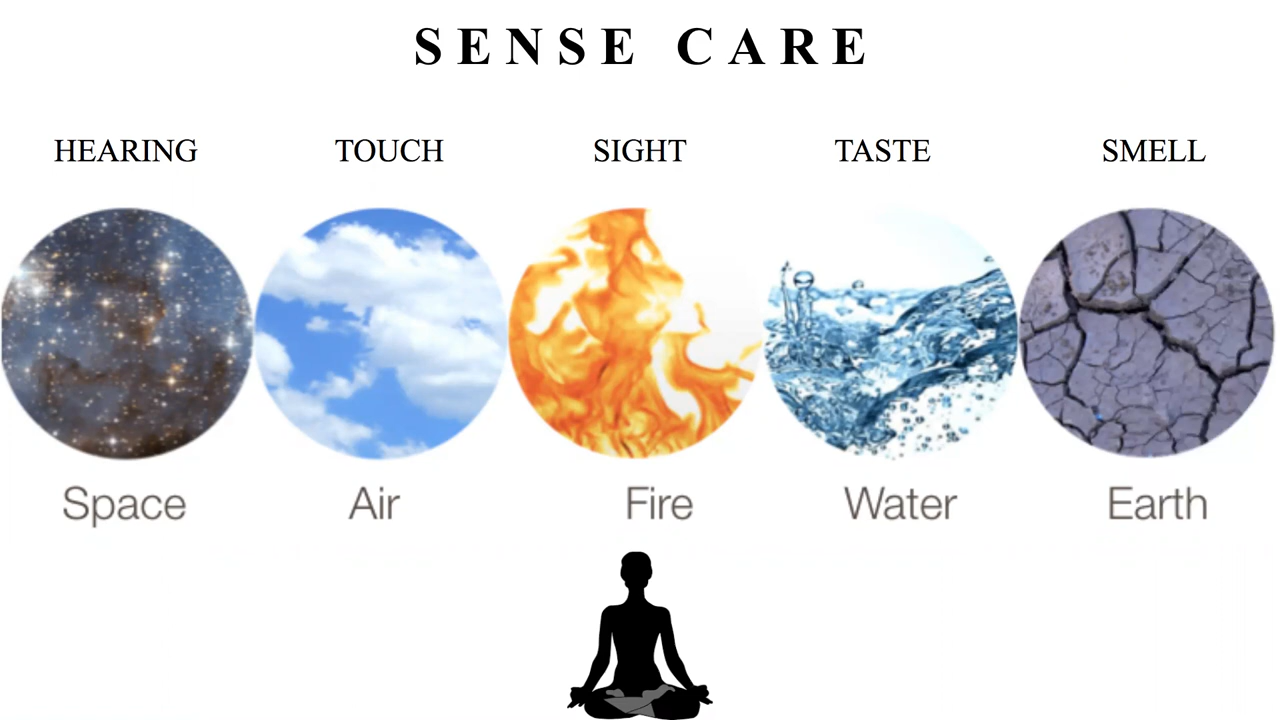 SENSE CARE
HEARING TOUCH SIGHT TASTE SMELL
Space Air Fire Water Earth